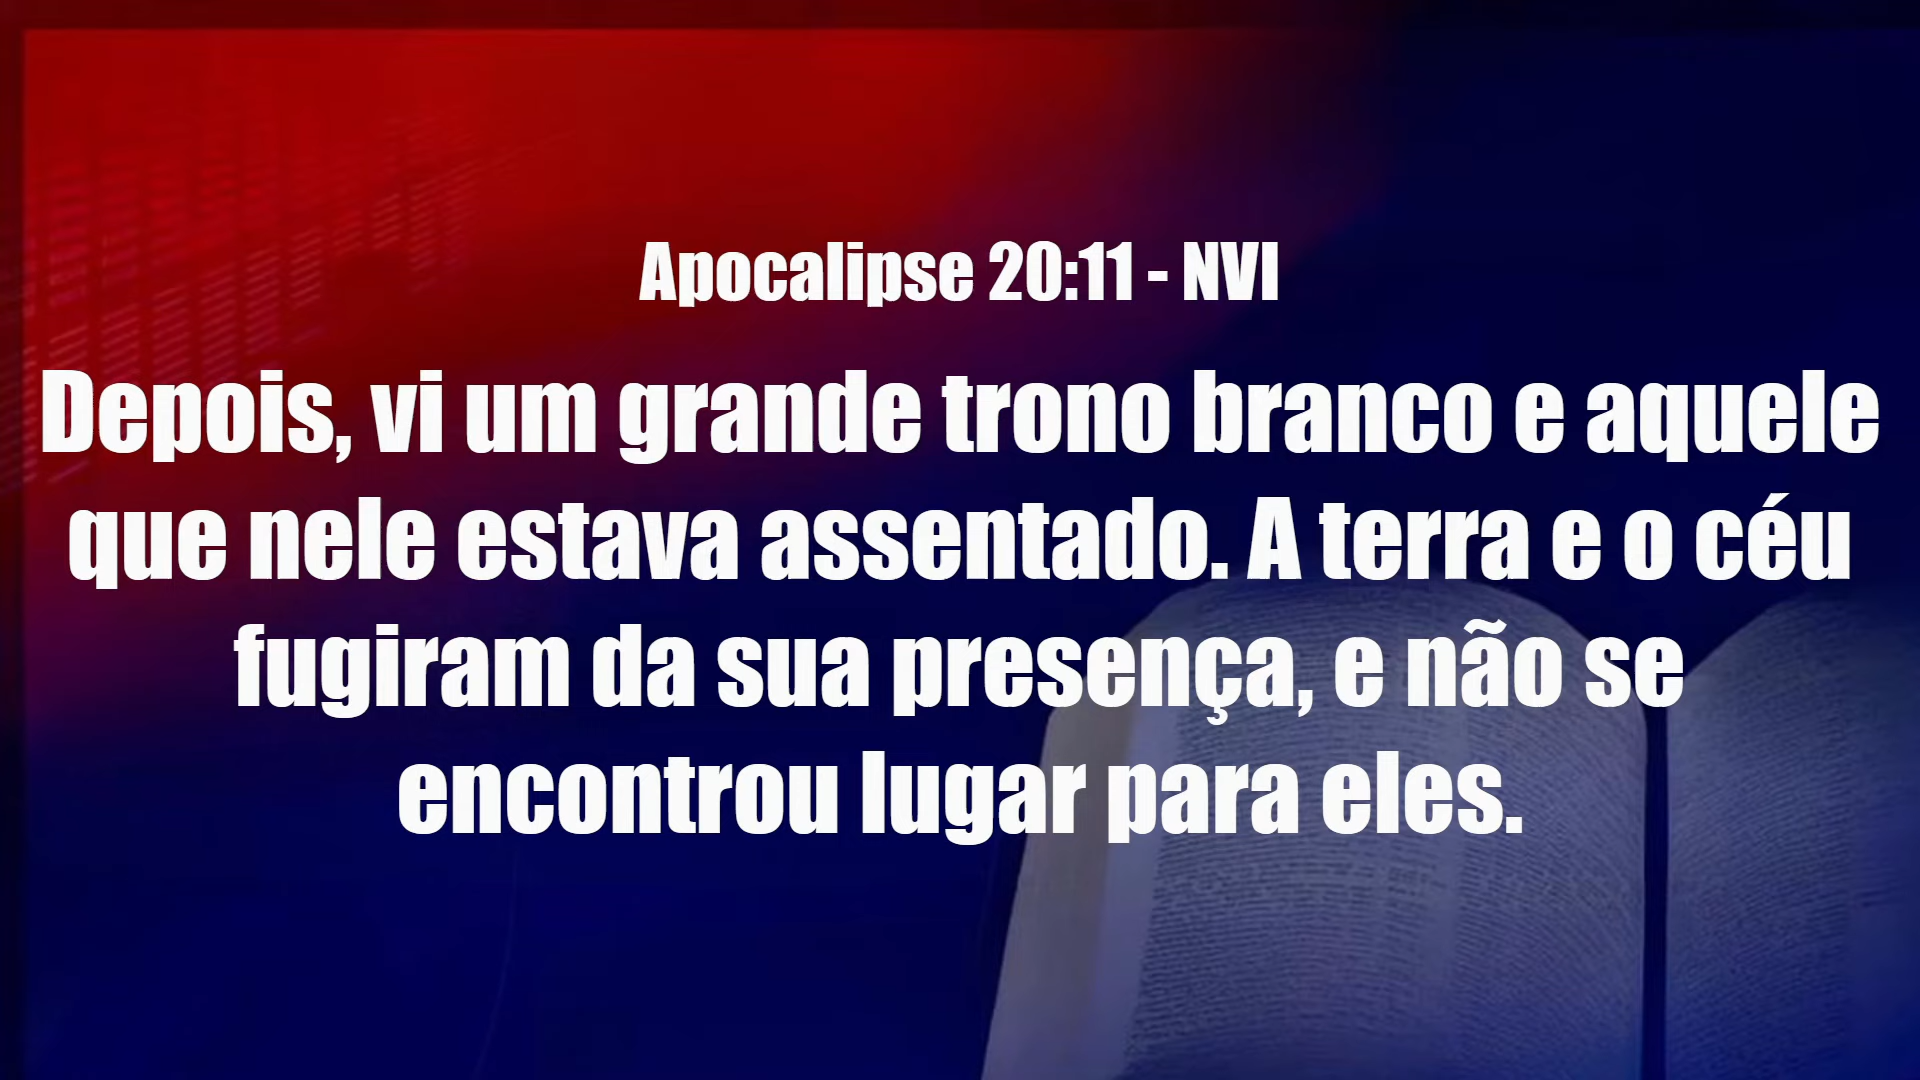 Apocalipse 20:11 - NVI
Depois, vi um grande trono branco e aquele
que nele estava assentado. A terra e o céu
fugiram da sua presença, e não se
encontrou lugar para eles.